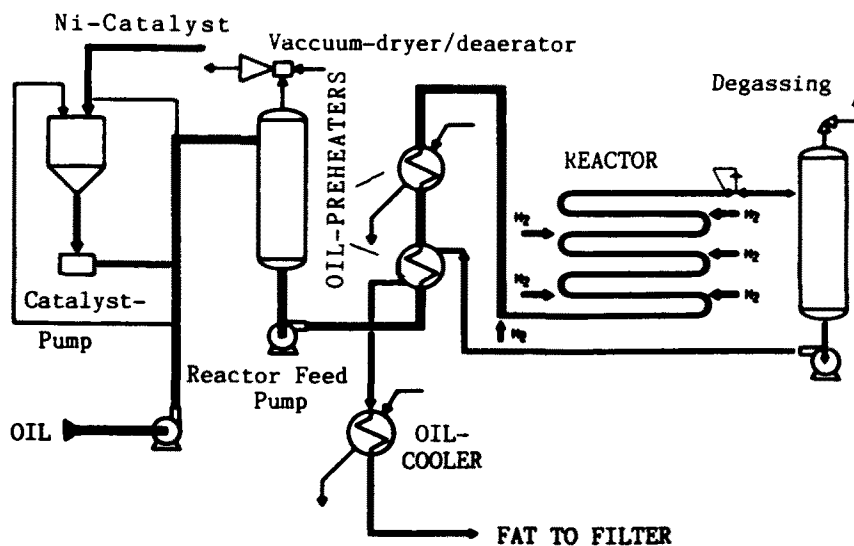 Ni-Catalyst
Vaccuum-dryer/deaerator
Degassing
OIL-PREHEATERS
REACTOR
H2
H2
H2
H2
H2
H2
Catalyst-
Pump
Reactor Feed
Pump
OIL
OIL-
COOLER
FAT TO FILTER